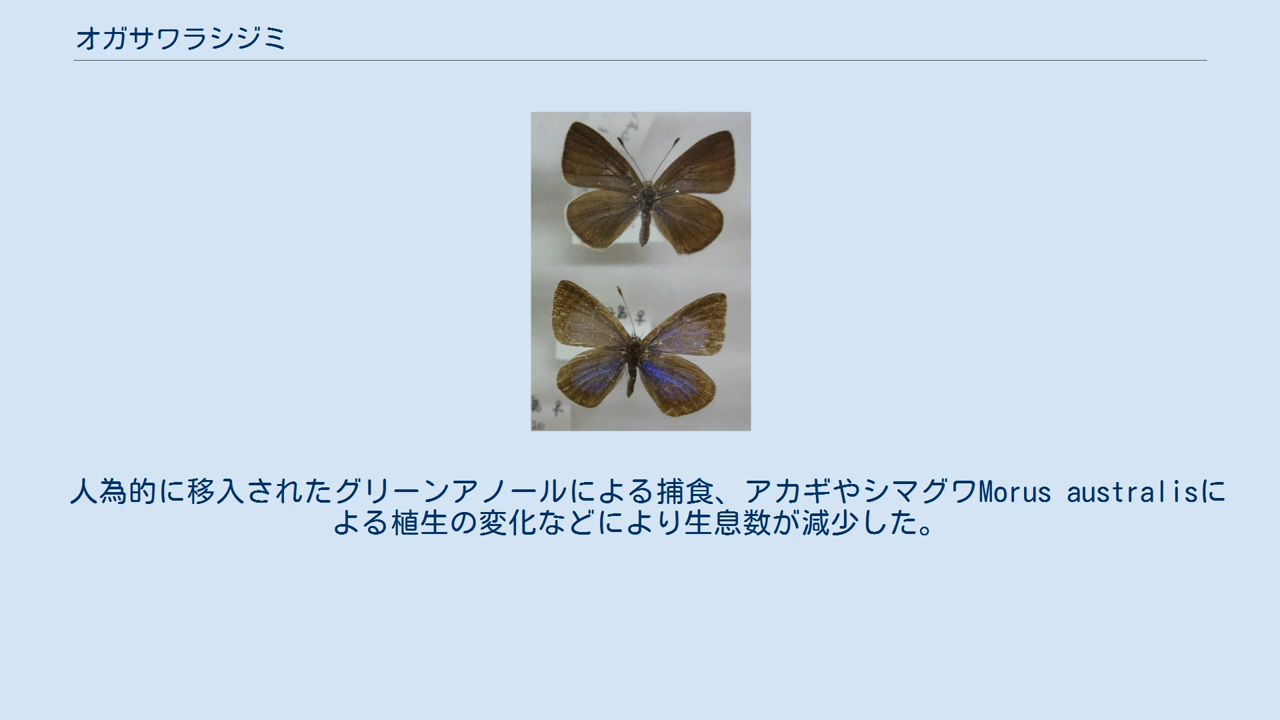 オガサワラシジミ
♀
♀
人為的に移入されたグリーンアノールによる捕食、アカギやシマグワMorus australisに
よる植生の変化などにより生息数が減少した。